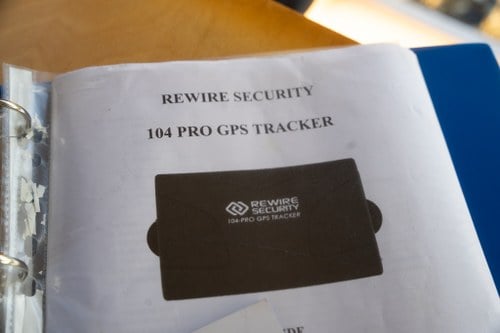 REWIRE SECURITY
104 PRO GPS TRACKER
REWIRE
SECURITY
104-PRO GPS TRACKER